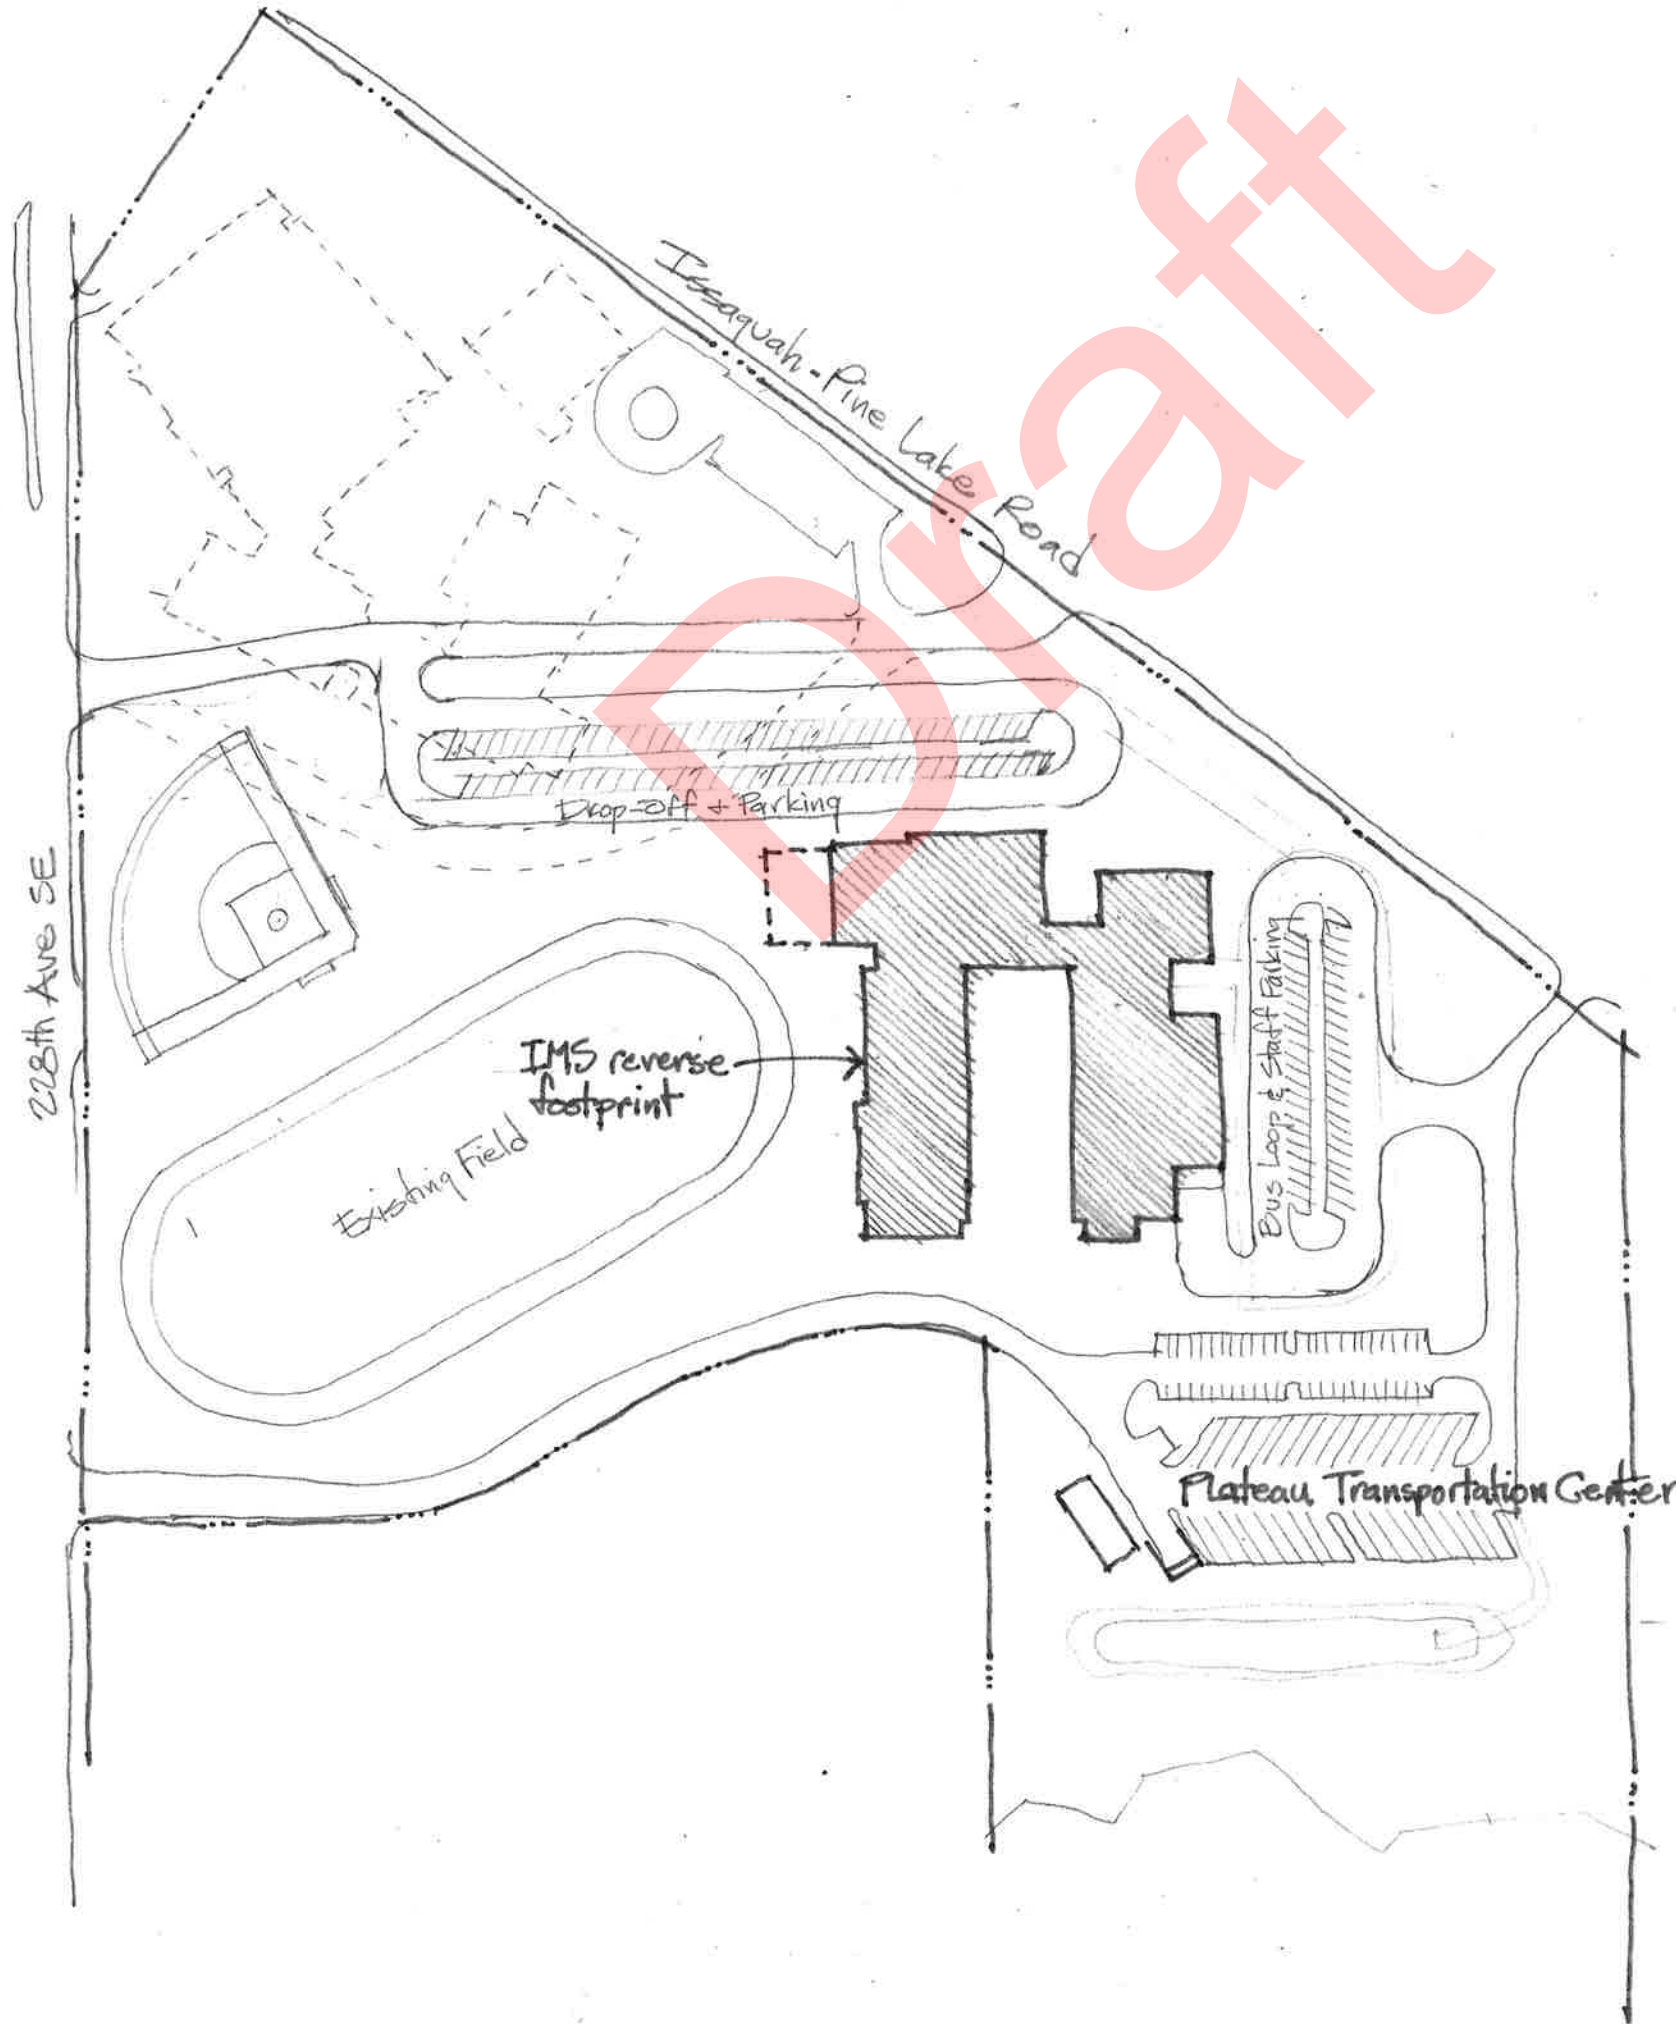 Issaquah-Pine Lake Road
Draft
Drop-off + Parking
228th Ave SE
IMS reverse
footprint
Existing Field
Bus Loop & Staff Parking
Plateau Transportation Center